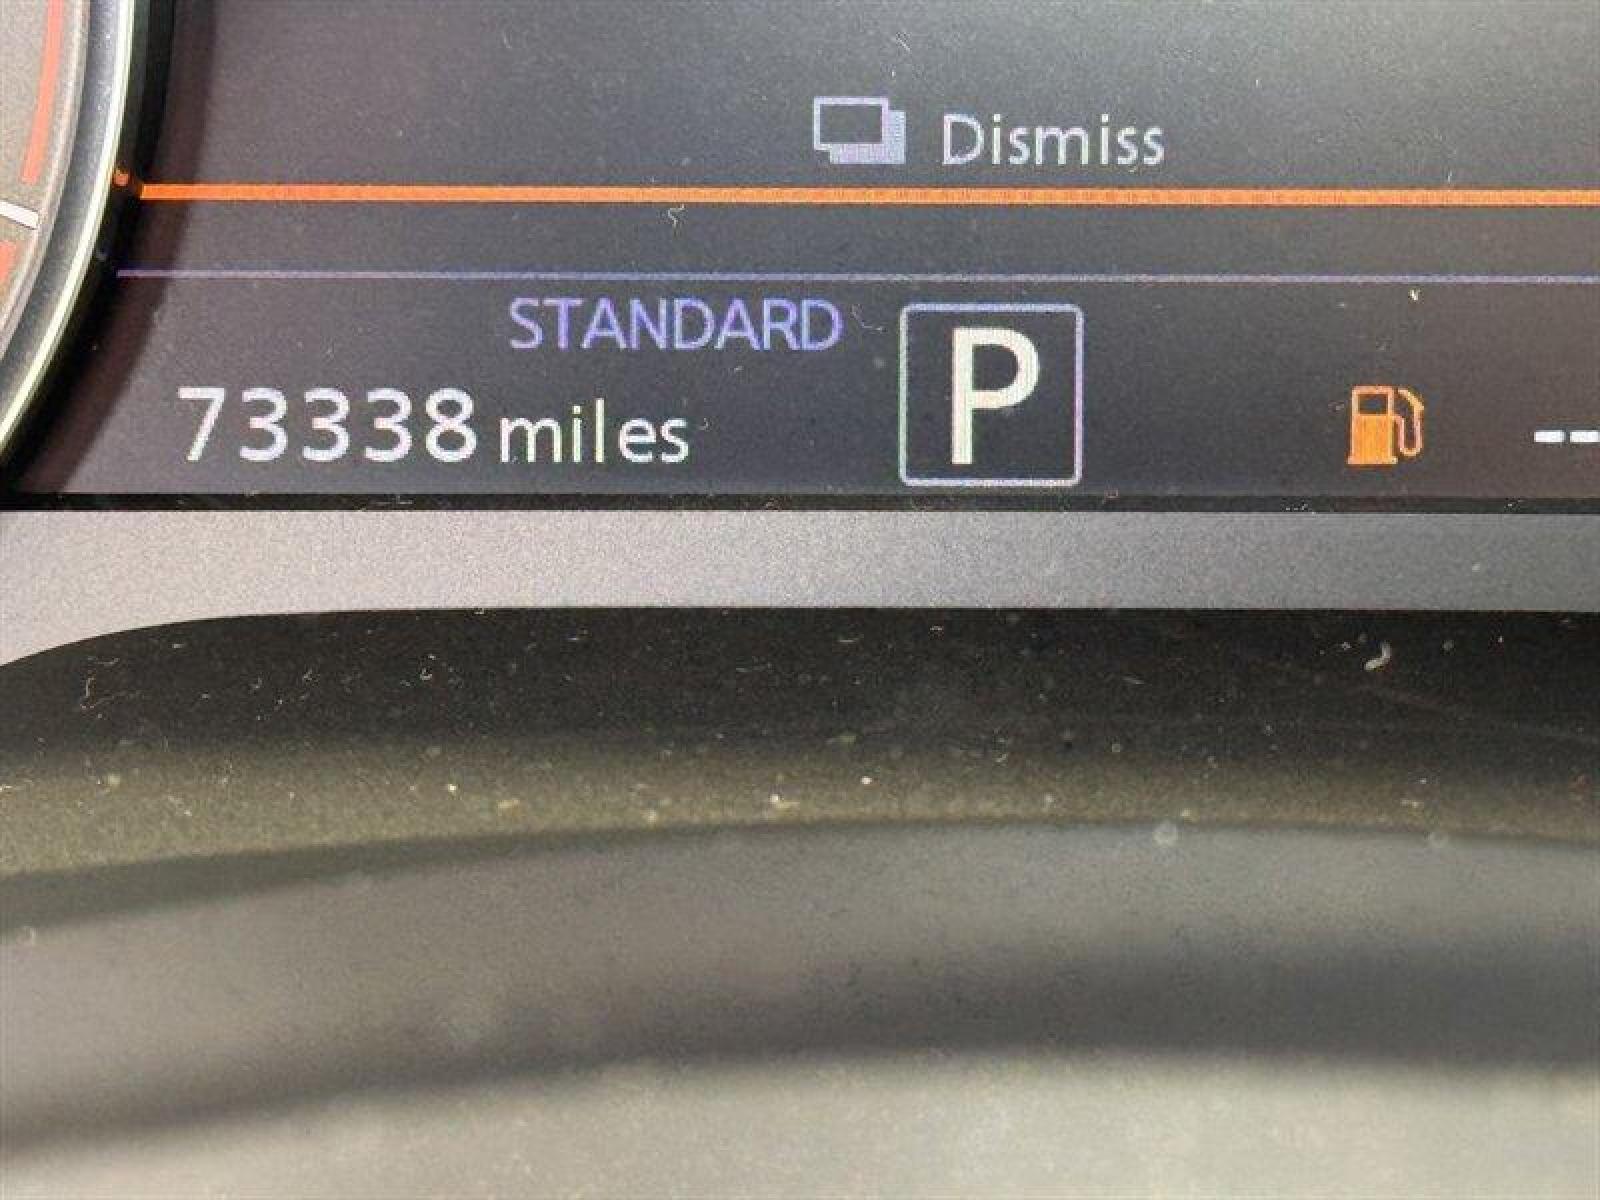 Dismiss
STANDARD
P
73338 miles
--